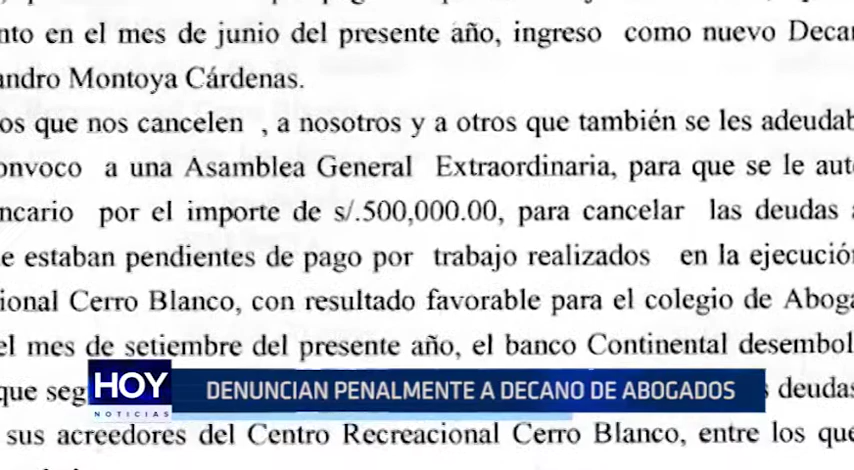 nto en el mes de junio del presente año, ingreso como nuevo Decan
andro Montoya Cárdenas.
os que nos cancelen , a nosotros y a otros que también se les adeudab
onvoco a una Asamblea General Extraordinaria, para que se le aut
ncario por el importe de s/.500,000.00, para cancelar las deudas a
e estaban pendientes de pago por trabajo realizados en la ejecución
ional Cerro Blanco, con resultado favorable para el colegio de Aboga
el mes de setiembre del presente año, el banco Continental desembol
que seg
deudas
HOY
NOTICIAS
DENUNCIAN PENALMENTE A DECANO DE ABOGADOS
sus acreedores del Centro Recreacional Cerro Blanco, entre los que